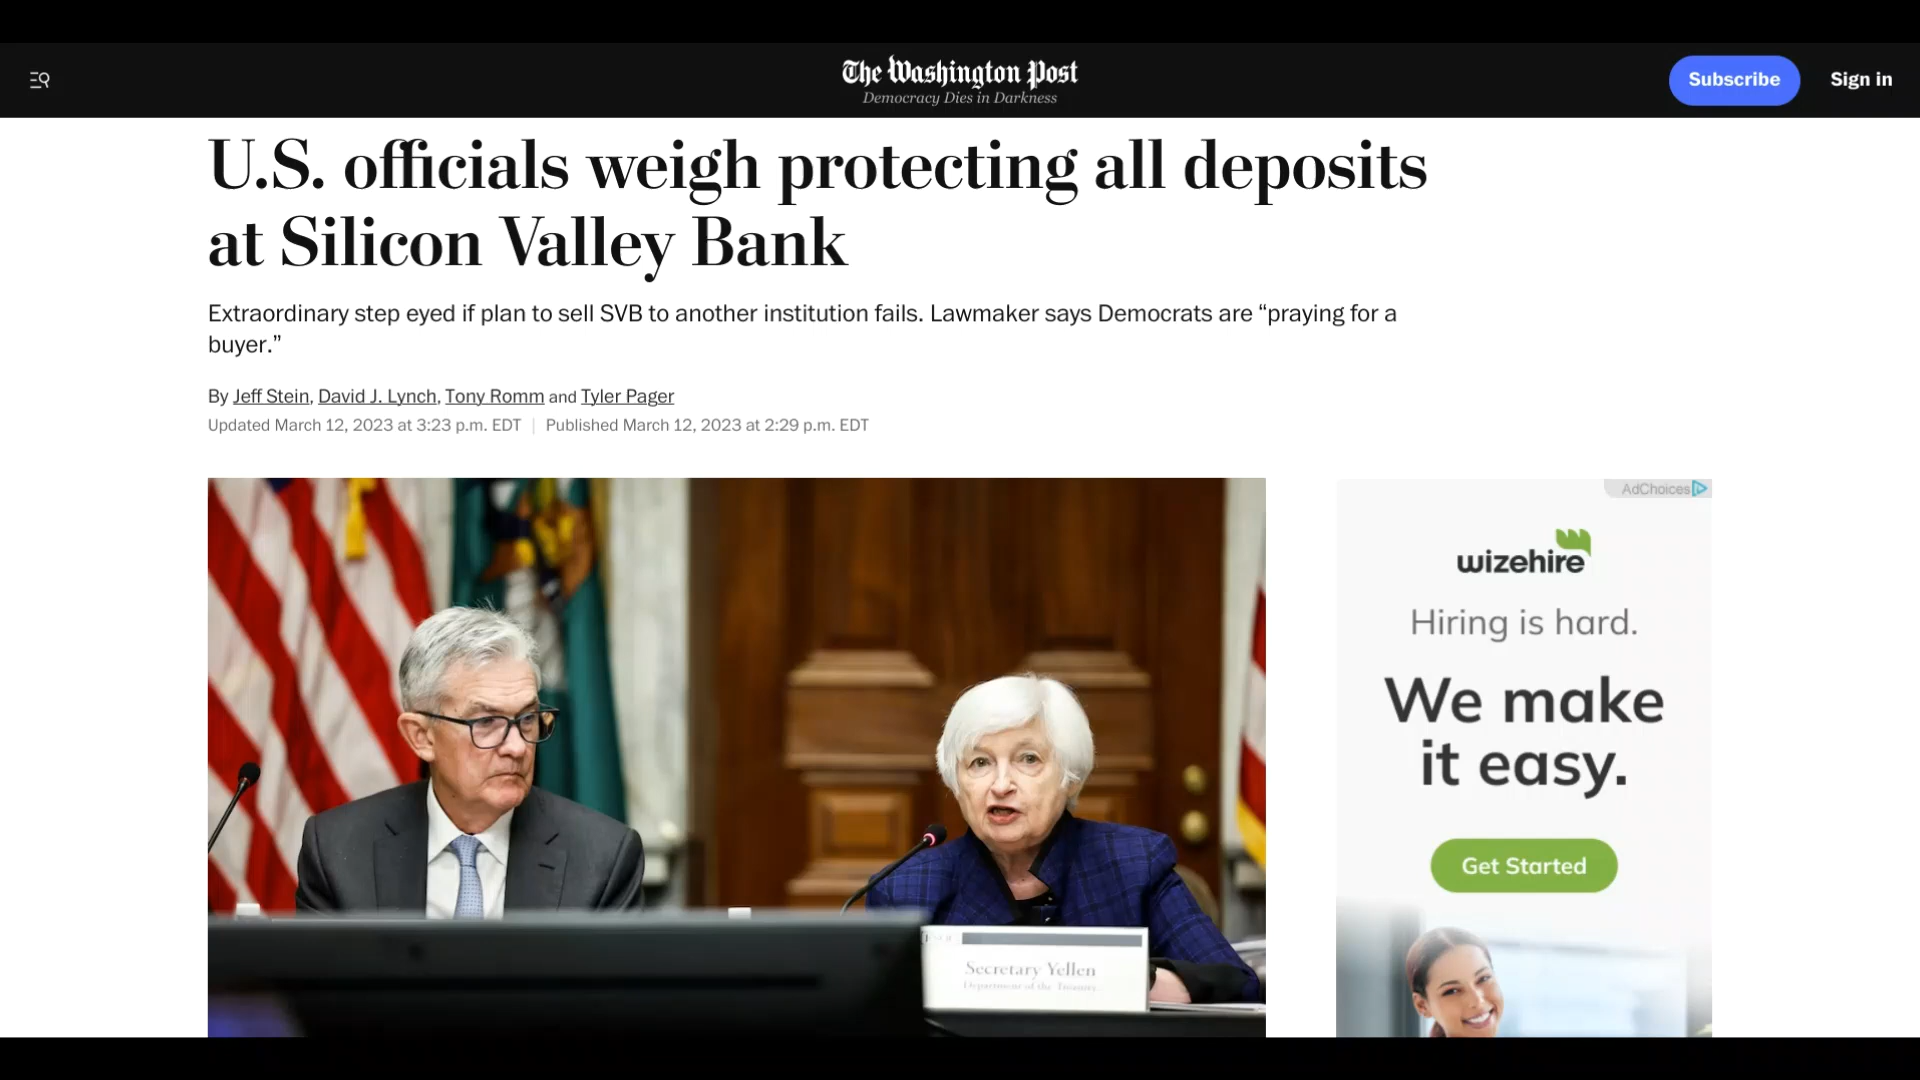 The Washington Post
Democracy Dies in Darkness
Subscribe
Sign in
U.S. officials weigh protecting all deposits
at Silicon Valley Bank
Extraordinary step eyed if plan to sell SVB to another institution fails. Lawmaker says Democrats are “praying for a
buyer.”
By Jeff Stein, David J. Lynch, Tony Romm and Tyler Pager
Updated March 12, 2023 at 3:23 p.m. EDT | Published March 12, 2023 at 2:29 p.m. EDT
Secretary Yellen
Department of the Treasury
AdChoices
wizehire
Hiring is hard.
We make
it easy.
Get Started